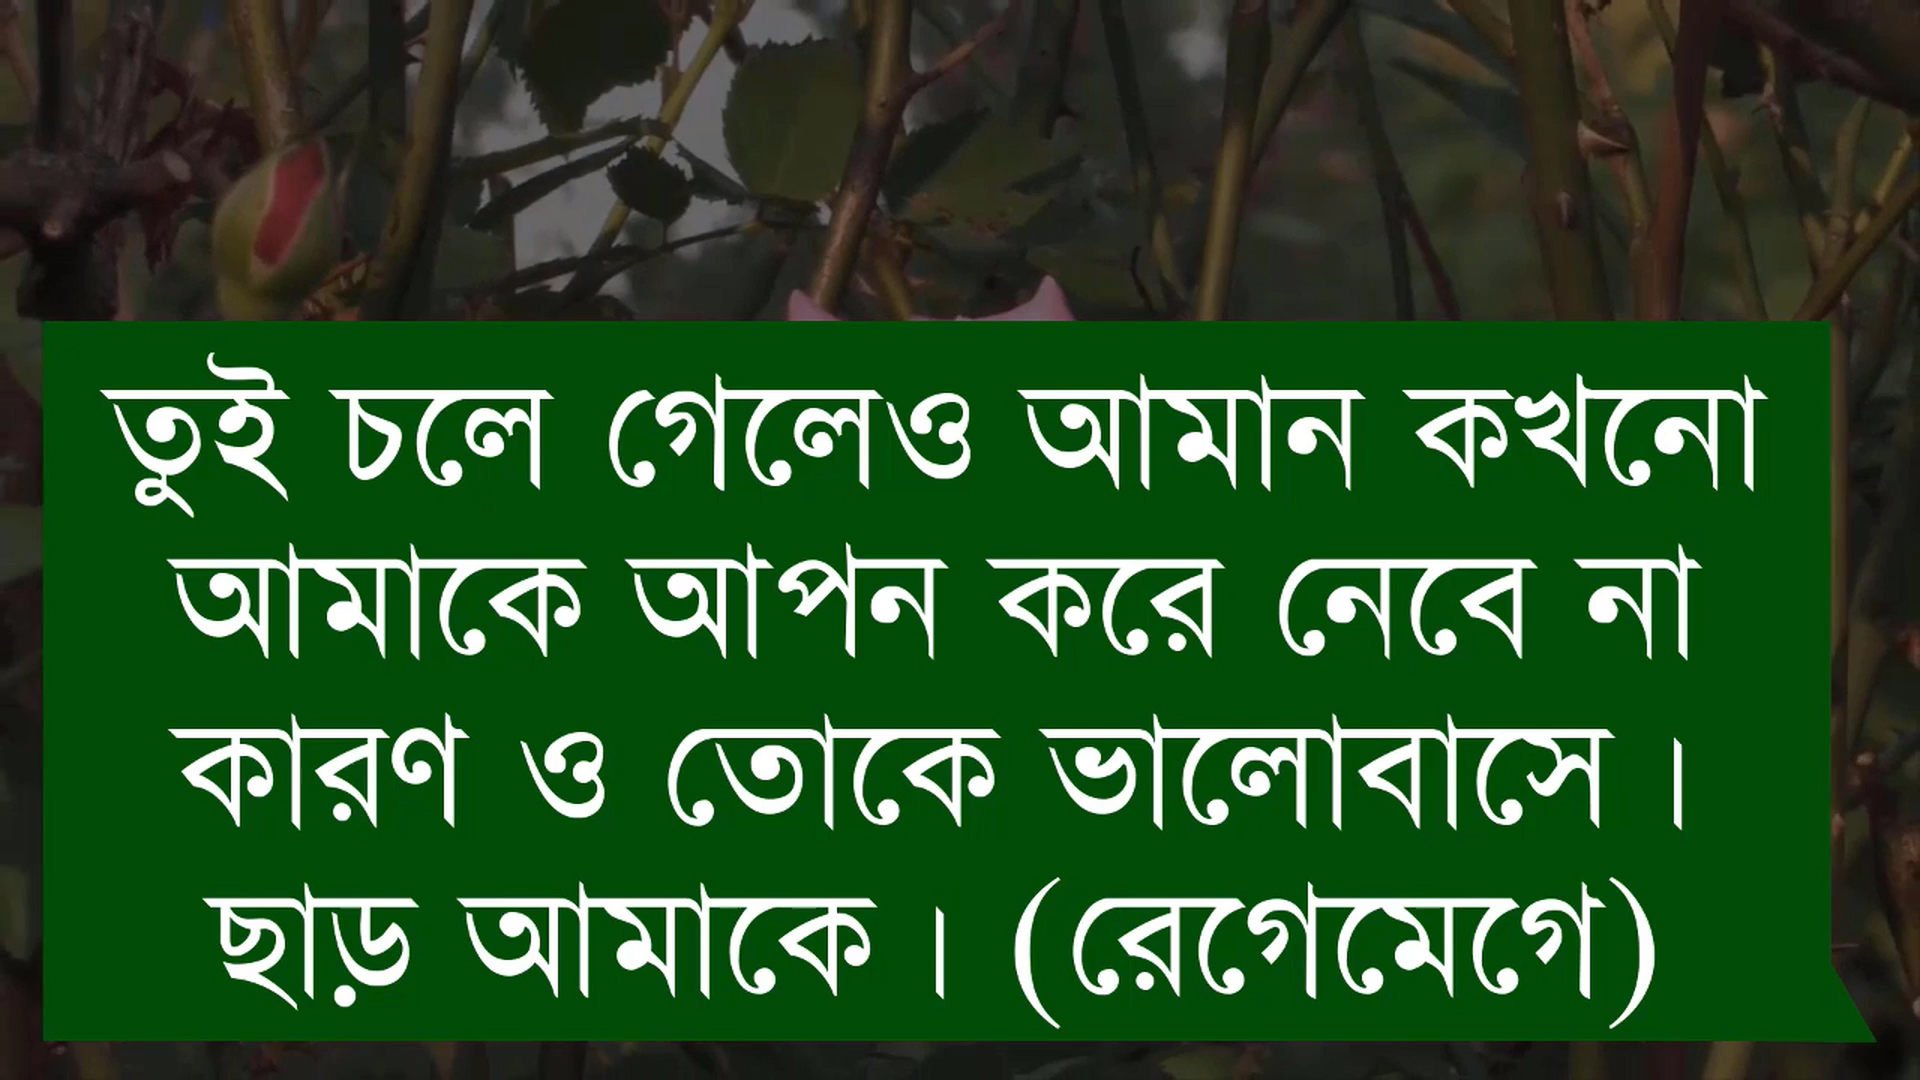 তুই চলে গেলেও আমান কখনো
আমাকে আপন করে নেবে না
কারণ ও তোকে ভালোবাসে ।
ছাড় আমাকে । (রেগেমেগে)